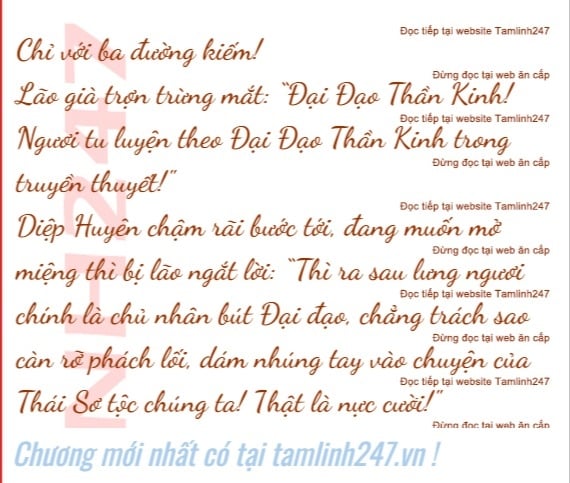 Đọc tiếp tại website Tamlinh247
Chỉ với ba đường kiếm!
Đừng đọc tại web ăn cắp
Lão già trợn trừng mắt: “Đại Đạo Thần Kinh!
Đọc tiếp tại website Tamlinh247
Ngươi tu luyện theo Đại Đạo Thần Kinh trong
Đừng đọc tại web ăn cắp
truyền thuyết!”
Đọc tiếp tại website Tamlinh247
Diệp Huyên chậm rãi bước tới, đang muốn mở
Đừng đọc tại web ăn cắp
miệng thì bị lão ngắt lời: “Thì ra sau lưng ngươi
Đọc tiếp tại website Tamlinh247
chính là chủ nhân bút Đại đạo, chẳng trách sao
Đừng đọc tại web ăn cắp
càn rỡ phách lối, dám nhúng tay vào chuyện của
Đọc tiếp tại website Tamlinh247
Thái Sơ tộc chúng ta! Thật là nực cười!”
Đừng đọc tại web ăn cắp
NH247
Chương mới nhất có tại tamlinh247.vn !